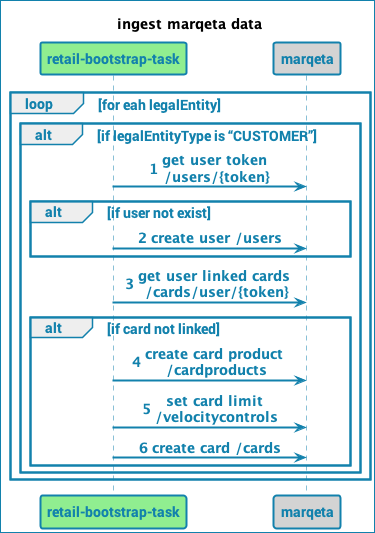 ingest marqeta data
retail-bootstrap-task
marqeta
loop
[for eah legalEntity]
alt
[if legalEntityType is “CUSTOMER”]
1 get user token
/users/{token}
alt
[if user not exist]
2 create user /users
3 get user linked cards
/cards/user/{token}
alt
[if card not linked]
4 create card product
/cardproducts
5 set card limit
/velocitycontrols
6 create card /cards
retail-bootstrap-task
marqeta